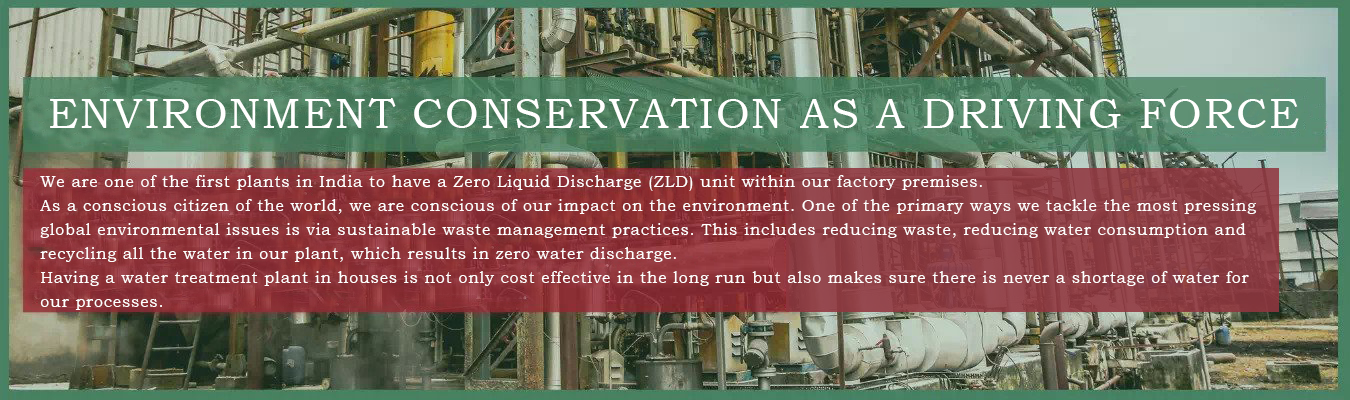 ENVIRONMENT CONSERVATION AS A DRIVING FORCE
We are one of the first plants in India to have a Zero Liquid Discharge (ZLD) unit within our factory premises.
As a conscious citizen of the world, we are conscious of our impact on the environment. One of the primary ways we tackle the most pressing
global environmental issues is via sustainable waste management practices. This includes reducing waste, reducing water consumption and
recycling all the water in our plant, which results in zero water discharge.
Having a water treatment plant in houses is not only cost effective in the long run but also makes sure there is never a shortage of water for
our processes.